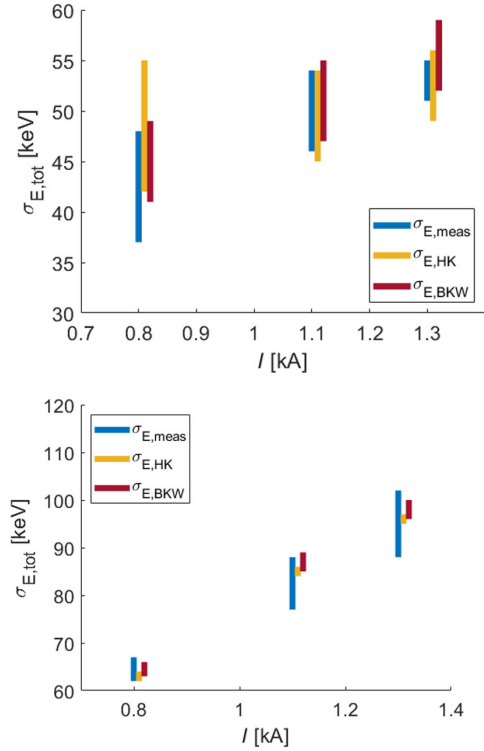 60
55
50
45
40
35
30
σE,tot [keV]
σE,meas
σE,HK
σE,BKW
0.7 0.8 0.9 1 1.1 1.2 1.3
I [kA]
120
110
100
90
80
70
60
σE,tot [keV]
σE,meas
σE,HK
σE,BKW
0.8 1 1.2 1.4
I [kA]